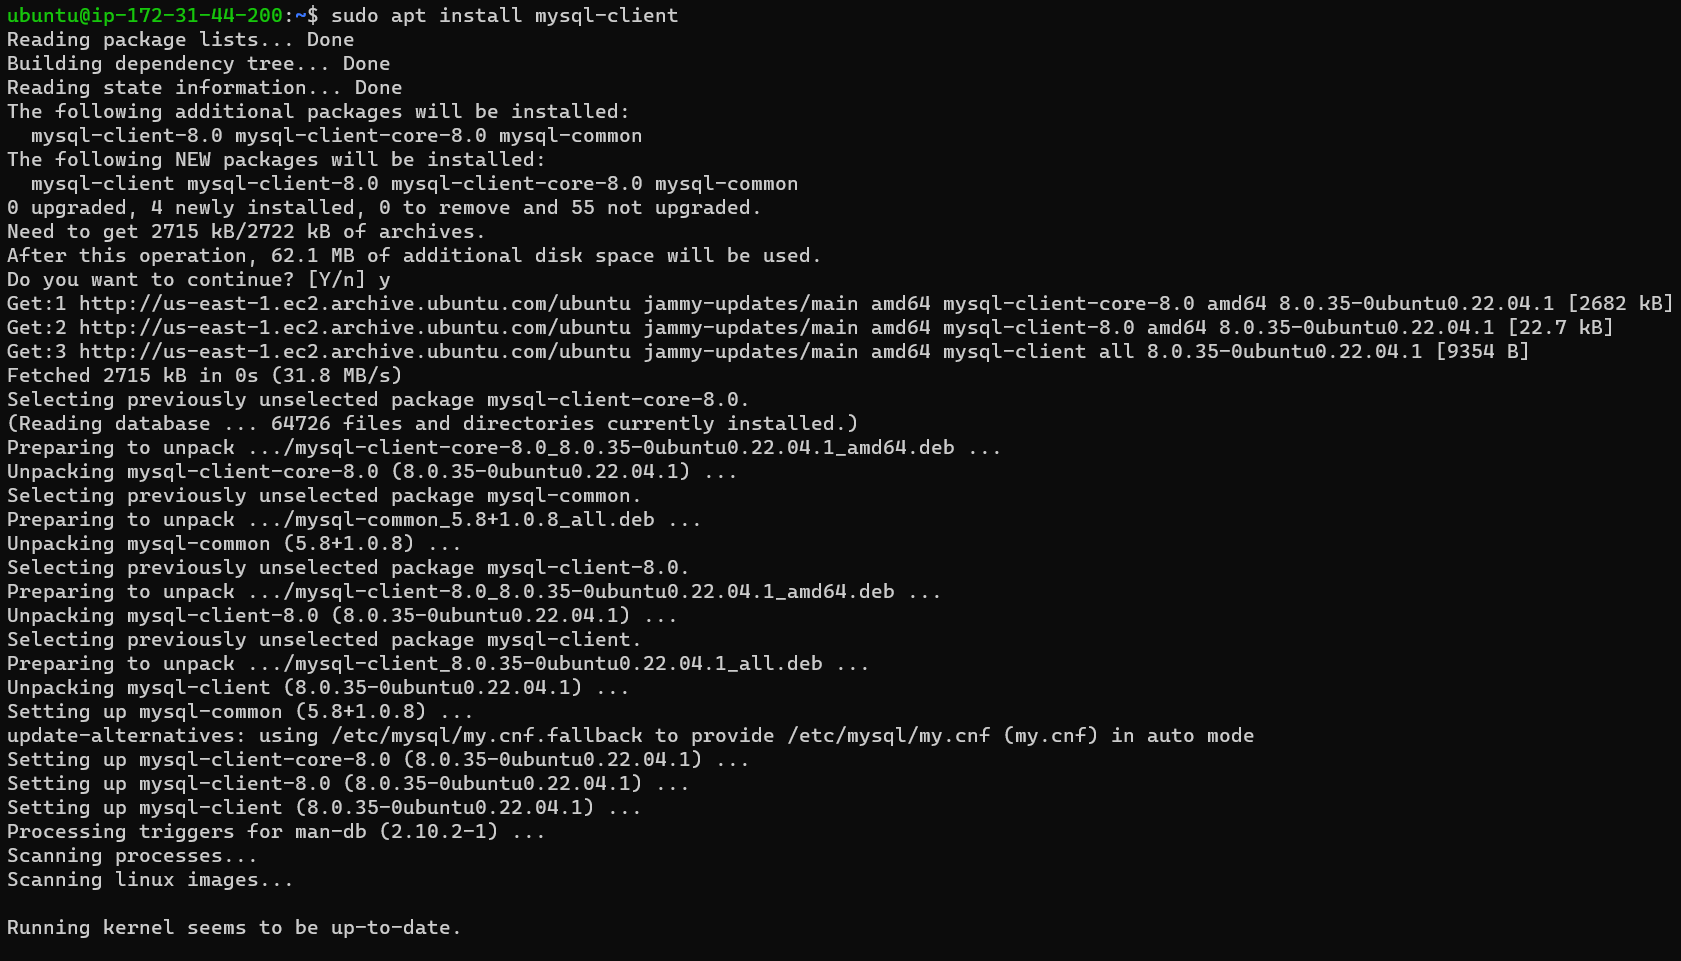 ubuntu@ip-172-31-44-200:~$ sudo apt install mysql-client
Reading package lists... Done
Building dependency tree... Done
Reading state information... Done
The following additional packages will be installed:
  mysql-client-8.0 mysql-client-core-8.0 mysql-common
The following NEW packages will be installed:
  mysql-client mysql-client-8.0 mysql-client-core-8.0 mysql-common
0 upgraded, 4 newly installed, 0 to remove and 55 not upgraded.
Need to get 2715 kB/2722 kB of archives.
After this operation, 62.1 MB of additional disk space will be used.
Do you want to continue? [Y/n] y
Get:1 http://us-east-1.ec2.archive.ubuntu.com/ubuntu jammy-updates/main amd64 mysql-client-core-8.0 amd64 8.0.35-0ubuntu0.22.04.1 [2682 kB]
Get:2 http://us-east-1.ec2.archive.ubuntu.com/ubuntu jammy-updates/main amd64 mysql-client-8.0 amd64 8.0.35-0ubuntu0.22.04.1 [22.7 kB]
Get:3 http://us-east-1.ec2.archive.ubuntu.com/ubuntu jammy-updates/main amd64 mysql-client all 8.0.35-0ubuntu0.22.04.1 [9354 B]
Fetched 2715 kB in 0s (31.8 MB/s)
Selecting previously unselected package mysql-client-core-8.0.
(Reading database ... 64726 files and directories currently installed.)
Preparing to unpack .../mysql-client-core-8.0_8.0.35-0ubuntu0.22.04.1_amd64.deb ...
Unpacking mysql-client-core-8.0 (8.0.35-0ubuntu0.22.04.1) ...
Selecting previously unselected package mysql-common.
Preparing to unpack .../mysql-common_5.8+1.0.8_all.deb ...
Unpacking mysql-common (5.8+1.0.8) ...
Selecting previously unselected package mysql-client-8.0.
Preparing to unpack .../mysql-client-8.0_8.0.35-0ubuntu0.22.04.1_amd64.deb ...
Unpacking mysql-client-8.0 (8.0.35-0ubuntu0.22.04.1) ...
Selecting previously unselected package mysql-client.
Preparing to unpack .../mysql-client_8.0.35-0ubuntu0.22.04.1_all.deb ...
Unpacking mysql-client (8.0.35-0ubuntu0.22.04.1) ...
Setting up mysql-common (5.8+1.0.8) ...
update-alternatives: using /etc/mysql/my.cnf.fallback to provide /etc/mysql/my.cnf (my.cnf) in auto mode
Setting up mysql-client-core-8.0 (8.0.35-0ubuntu0.22.04.1) ...
Setting up mysql-client-8.0 (8.0.35-0ubuntu0.22.04.1) ...
Setting up mysql-client (8.0.35-0ubuntu0.22.04.1) ...
Processing triggers for man-db (2.10.2-1) ...
Scanning processes...
Scanning linux images...

Running kernel seems to be up-to-date.